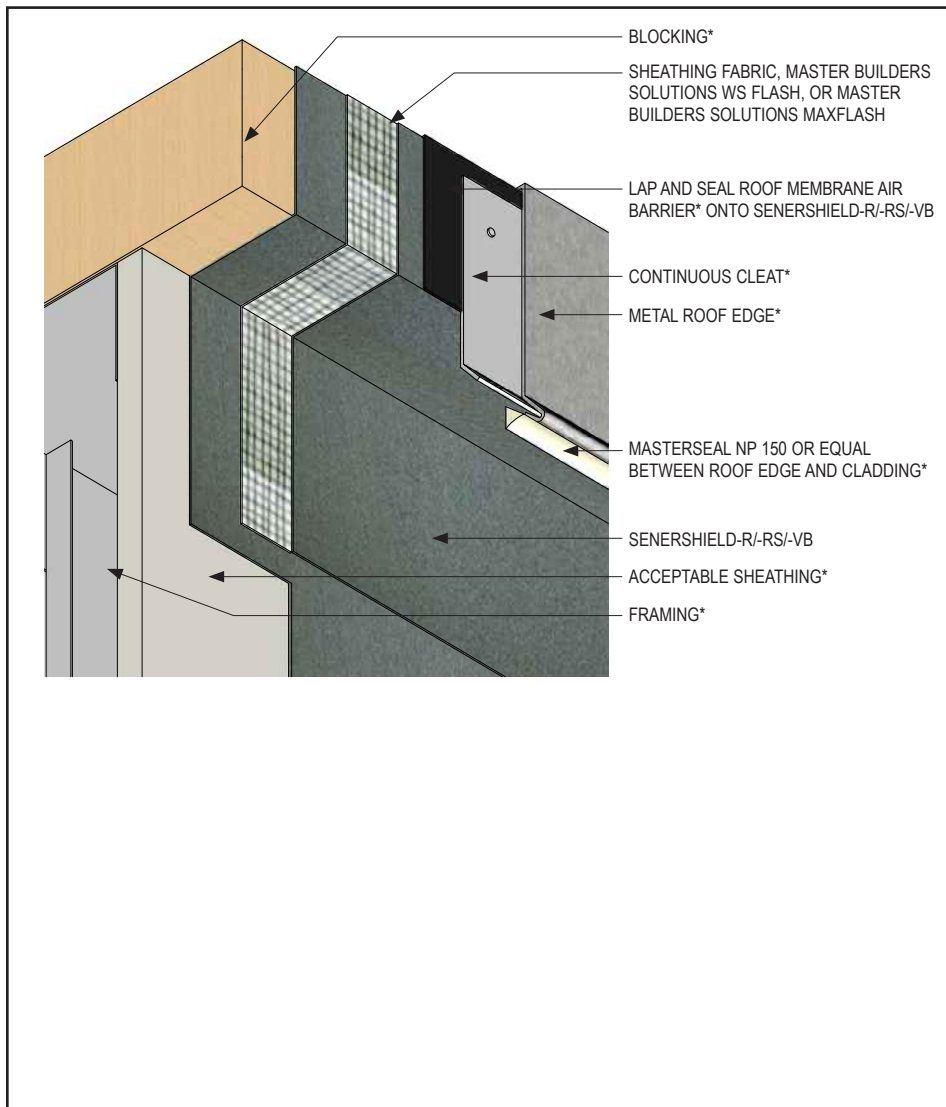 BLOCKING*
SHEATHING FABRIC, MASTER BUILDERS
SOLUTIONS WS FLASH, OR MASTER
BUILDERS SOLUTIONS MAXFLASH
LAP AND SEAL ROOF MEMBRANE AIR
BARRIER* ONTO SENERSHIELD-R/-RS/-VB
CONTINUOUS CLEAT*
METAL ROOF EDGE*
MASTERSEAL NP 150 OR EQUAL
BETWEEN ROOF EDGE AND CLADDING*
SENERSHIELD-R/-RS/-VB
ACCEPTABLE SHEATHING*
FRAMING*